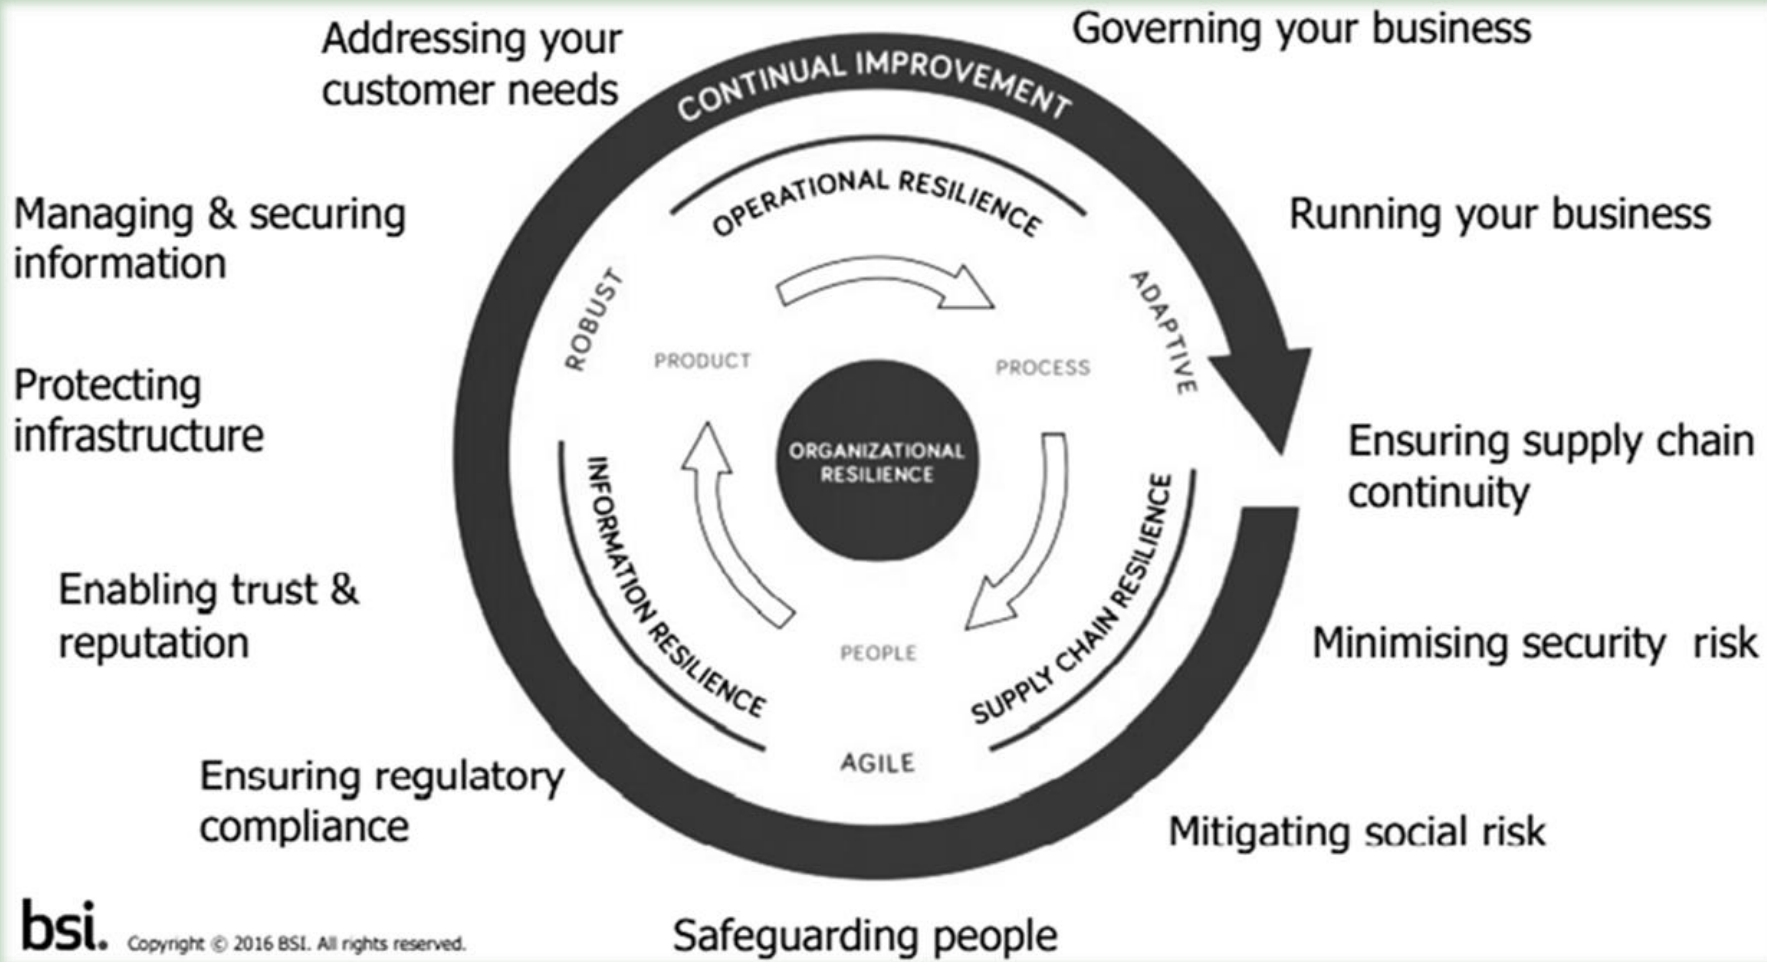 Addressing your
customer needs
Governing your business
CONTINUAL IMPROVEMENT
OPERATIONAL RESILIENCE
Managing & securing
information
Running your business
ROBUST
ADAPTIVE
PRODUCT
PROCESS
Protecting
infrastructure
ORGANIZATIONAL
RESILIENCE
Ensuring supply chain
continuity
INFORMATION RESILIENCE
SUPPLY CHAIN RESILIENCE
Enabling trust &
reputation
PEOPLE
Minimising security risk
AGILE
Ensuring regulatory
compliance
Mitigating social risk
Safeguarding people
bsi.
Copyright © 2016 BSI. All rights reserved.